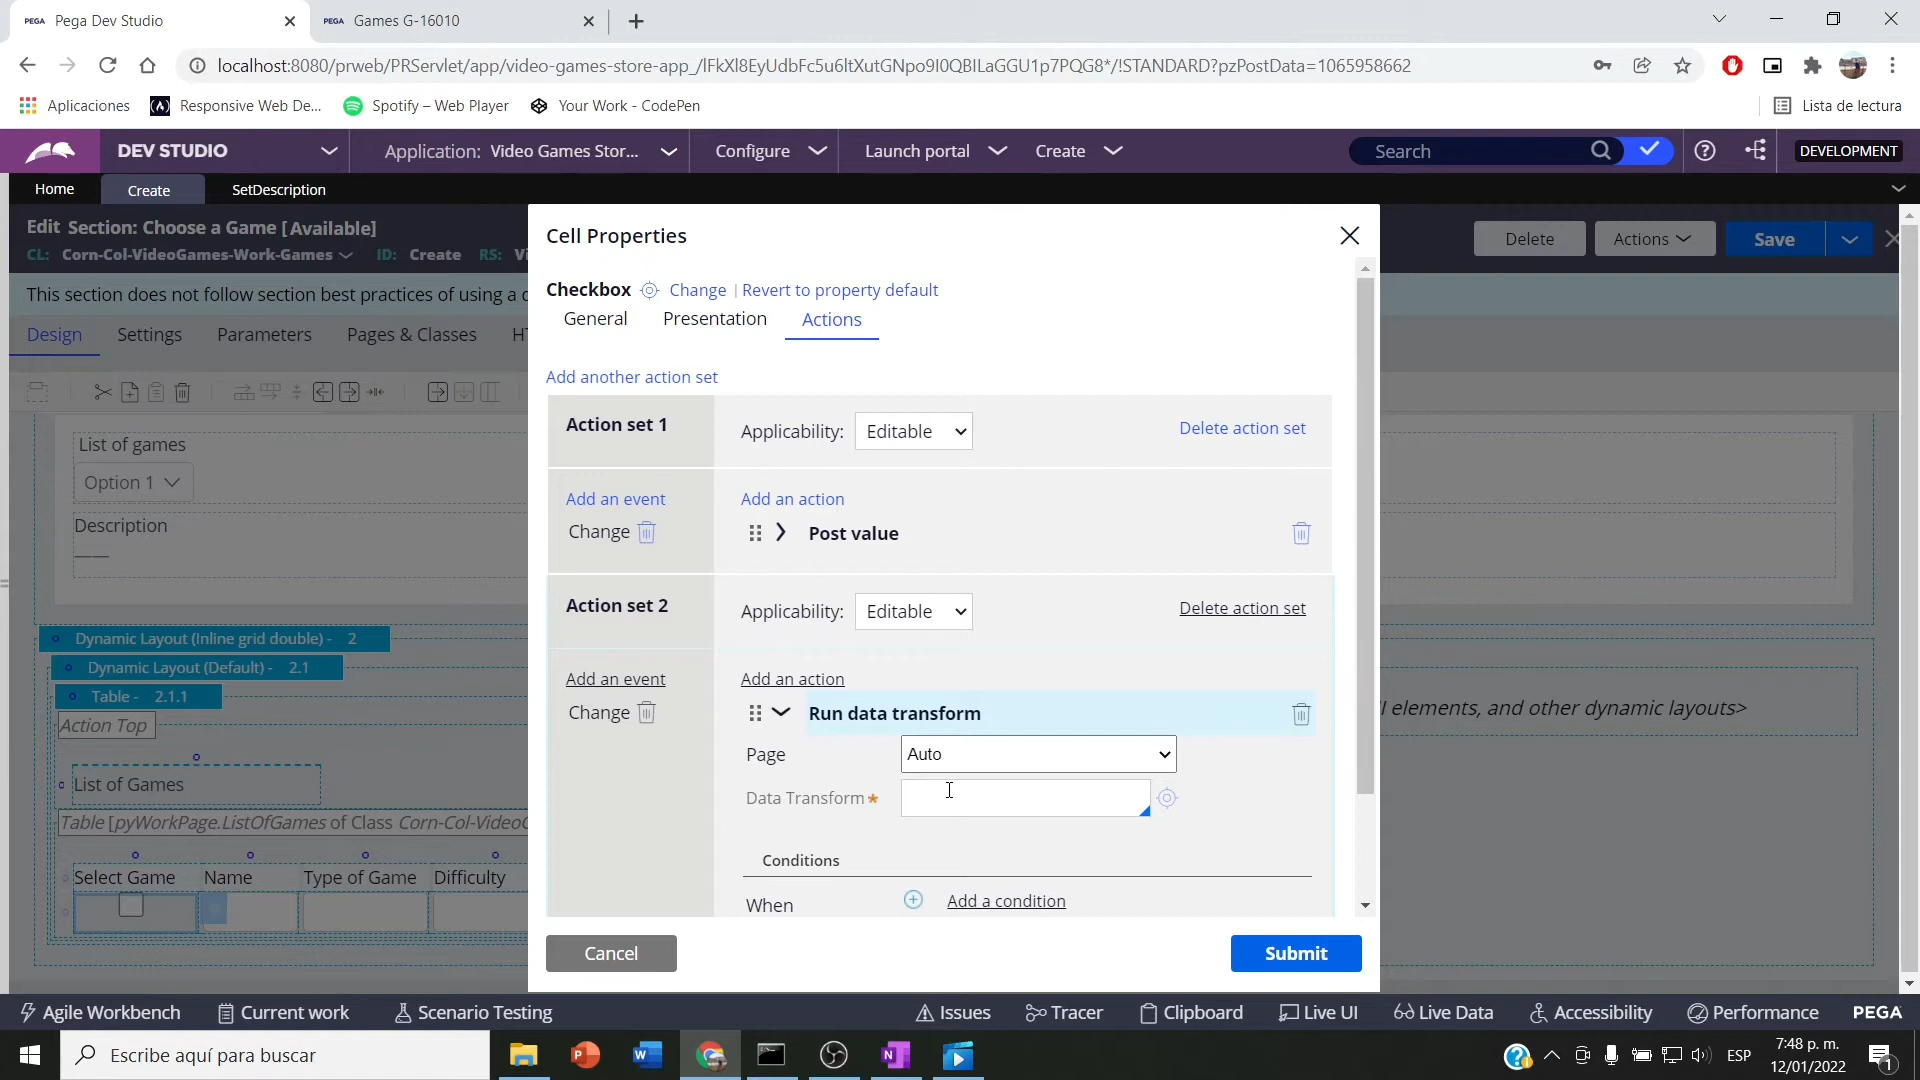 PEGA Pega Dev Studio
PEGA Games G-16010
localhost:8080/prweb/PRServlet/app/video-games-store-app_/lFkXl8EyUdbFc5u6ltXutGNpo9I0QBILaGGU1p7PQG8*/!STANDARD?pzPostData=1065958662
Aplicaciones
Responsive Web De...
Spotify – Web Player
Your Work - CodePen
Lista de lectura
DEV STUDIO
Application: Video Games Stor...
Configure
Launch portal
Create
Search
DEVELOPMENT
Home
Create
SetDescription
Edit Section: Choose a Game [Available]
CL: Corn-Col-VideoGames-Work-Games ID: Create RS: Vi
Delete
Actions
Save
This section does not follow section best practices of using a d
Design
Settings
Parameters
Pages & Classes
HT
List of games
Option 1
Description
——
Dynamic Layout (Inline grid double) - 2
Dynamic Layout (Default) - 2.1
Table - 2.1.1
Action Top
List of Games
Table [pyWorkPage.ListOfGames of Class Corn-Col-VideoG
Select Game
Name
Type of Game
Difficulty
l elements, and other dynamic layouts>
Cell Properties
Checkbox
Change | Revert to property default
General
Presentation
Actions
Add another action set
Action set 1
Applicability: Editable
Delete action set
Add an event
Add an action
Change
Post value
Action set 2
Applicability: Editable
Delete action set
Add an event
Add an action
Change
Run data transform
Page
Auto
Data Transform ★
Conditions
When
Add a condition
Cancel
Submit
Agile Workbench
Current work
Scenario Testing
Issues
Tracer
Clipboard
Live UI
Live Data
Accessibility
Performance
PEGA
Escribe aquí para buscar
ESP
7:48 p. m.
12/01/2022
1